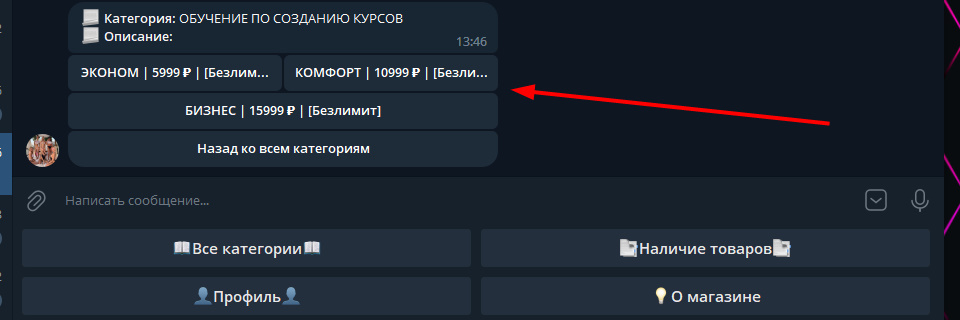 Категория: ОБУЧЕНИЕ ПО СОЗДАНИЮ КУРСОВ
Описание:
13:46
ЭКОНОМ | 5999 ₽ | [Безлим... КОМФОРТ | 10999 ₽ | [Безли...
БИЗНЕС | 15999 ₽ | [Безлимит]
Назад ко всем категориям
Написать сообщение...
Все категории Наличие товаров
Профиль О магазине